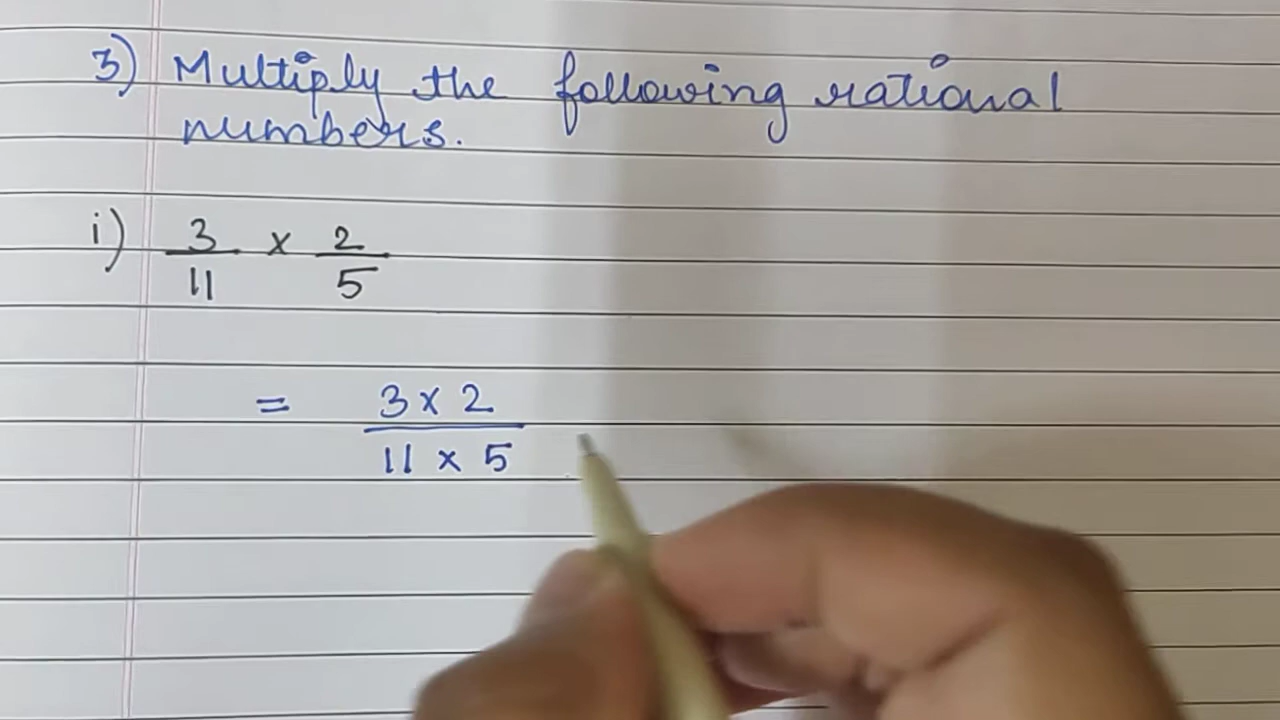 3) Multiply the following rational
numbers.
i) 3/11 x 2/5
= 3 x 2 / 11 x 5